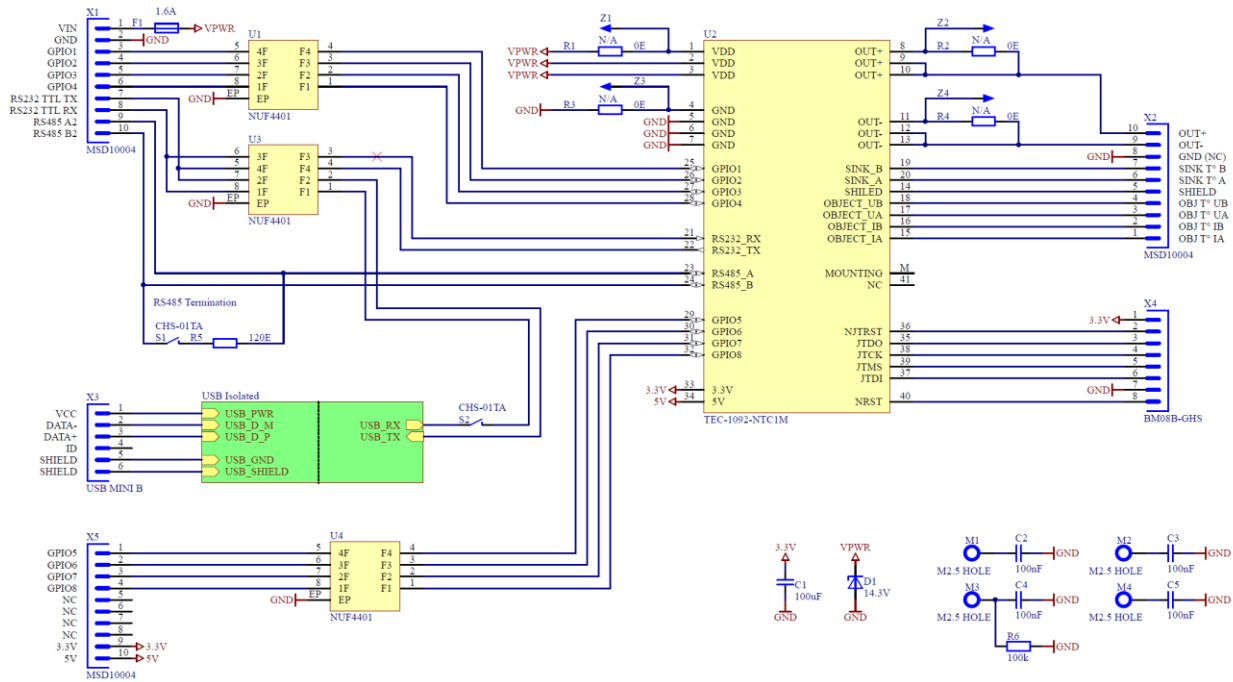 X1
VIN 1 F1 1.6A VPWR
GND 2 GND
GPIO1 3
GPIO2 4
GPIO3 5
GPIO4 6
RS232 TTL TX 7
RS232 TTL RX 8
RS485 A2 9
RS485 B2 10
MSD10004
U1
5 4F F4 4
6 3F F3 3
7 2F F2 2
8 1F F1 1
GND EP EP
NUF4401
U3
6 3F F3 3
5 4F F4 4
7 2F F2 2
8 1F F1 1
GND EP EP
NUF4401
RS485 Termination
CHS-01TA
S1 R5 120E
X3
VCC 1
DATA- 2
DATA+ 3
ID 4
SHIELD 5
SHIELD 6
USB MINI B
USB Isolated
USB_PWR
USB_D_M
USB_D_P
USB_GND
USB_SHIELD
USB_RX
USB_TX
CHS-01TA
S2
X5
GPIO5 1
GPIO6 2
GPIO7 3
GPIO8 4
NC 5
NC 6
NC 7
NC 8
3.3V 9 3.3V
5V 10 5V
MSD10004
U4
5 4F F4 4
6 3F F3 3
7 2F F2 2
8 1F F1 1
GND EP EP
NUF4401
Z1
N/A
VPWR R1 0E
VPWR
VPWR
Z3
N/A
GND R3 0E
GND
GND
GND
U2
1 VDD
2 VDD
3 VDD
4 GND
5 GND
6 GND
7 GND
25 GPIO1
26 GPIO2
27 GPIO3
28 GPIO4
21 RS232_RX
22 RS232_TX
23 RS485_A
24 RS485_B
29 GPIO5
30 GPIO6
31 GPIO7
32 GPIO8
3.3V 33 3.3V
5V 34 5V
OUT+ 8
OUT+ 9
OUT+ 10
OUT- 11
OUT- 12
OUT- 13
SINK_B 19
SINK_A 20
SHILED 14
OBJECT_UB 18
OBJECT_UA 17
OBJECT_IB 16
OBJECT_IA 15
MOUNTING M
NC 41
NJTRST 36
JTDO 35
JTCK 38
JTMS 39
JTDI 37
NRST 40
TEC-1092-NTC1M
Z2
N/A
R2 0E
Z4
N/A
R4 0E
X2
10 OUT+
9 OUT-
GND 8 GND (NC)
7 SINK T° B
6 SINK T° A
5 SHIELD
4 OBJ T° UB
3 OBJ T° UA
2 OBJ T° IB
1 OBJ T° IA
MSD10004
X4
3.3V 1
2
3
4
5
6
GND 7
8
BM08B-GHS
3.3V
C1
100uF
GND
VPWR
D1
14.3V
GND
M1 C2 GND
M2.5 HOLE 100nF
M2 C3 GND
M2.5 HOLE 100nF
M3 C4 GND
M2.5 HOLE 100nF
M4 C5 GND
M2.5 HOLE 100nF
R6 GND
100k